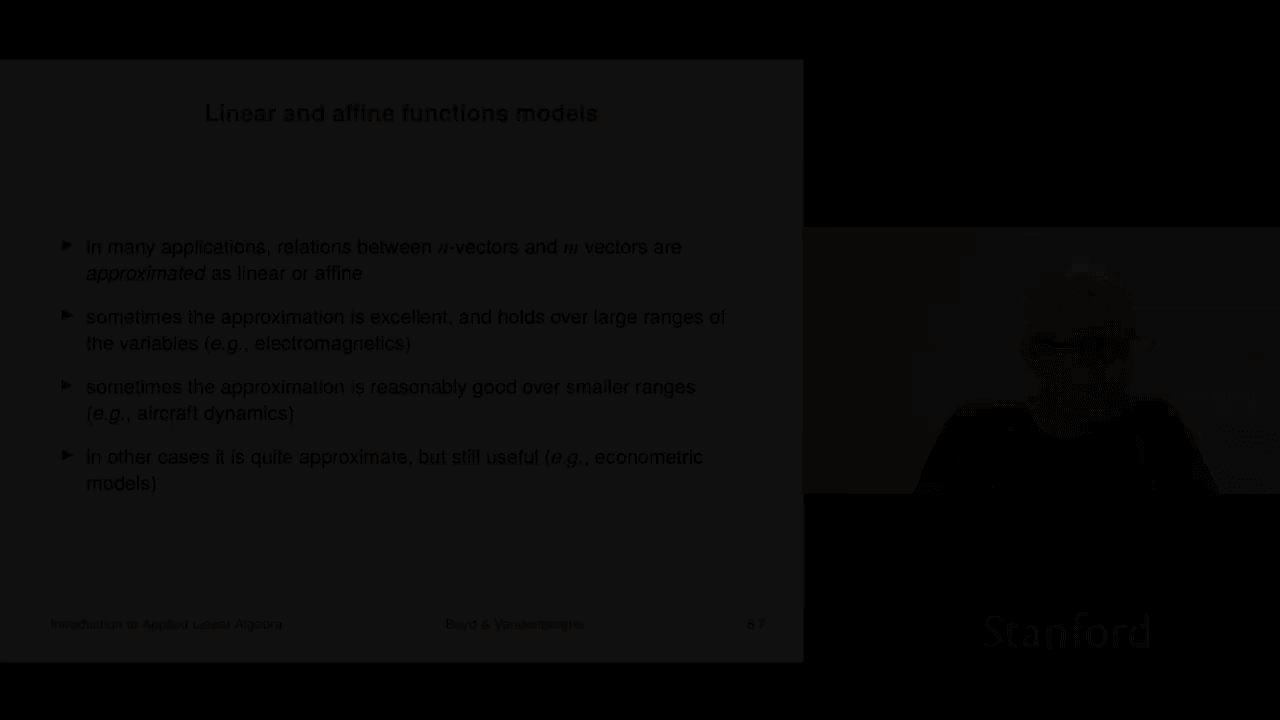 Linear and affine functions models
▶ in many applications, relations between n-vectors and m vectors are
approximated as linear or affine
▶ sometimes the approximation is excellent, and holds over large ranges of
the variables (e.g., electromagnetics)
▶ sometimes the approximation is reasonably good over smaller ranges
(e.g., aircraft dynamics)
▶ in other cases it is quite approximate, but still useful (e.g., econometric
models)
Introduction to Applied Linear Algebra Boyd & Vandenberghe 8.7
Stanford